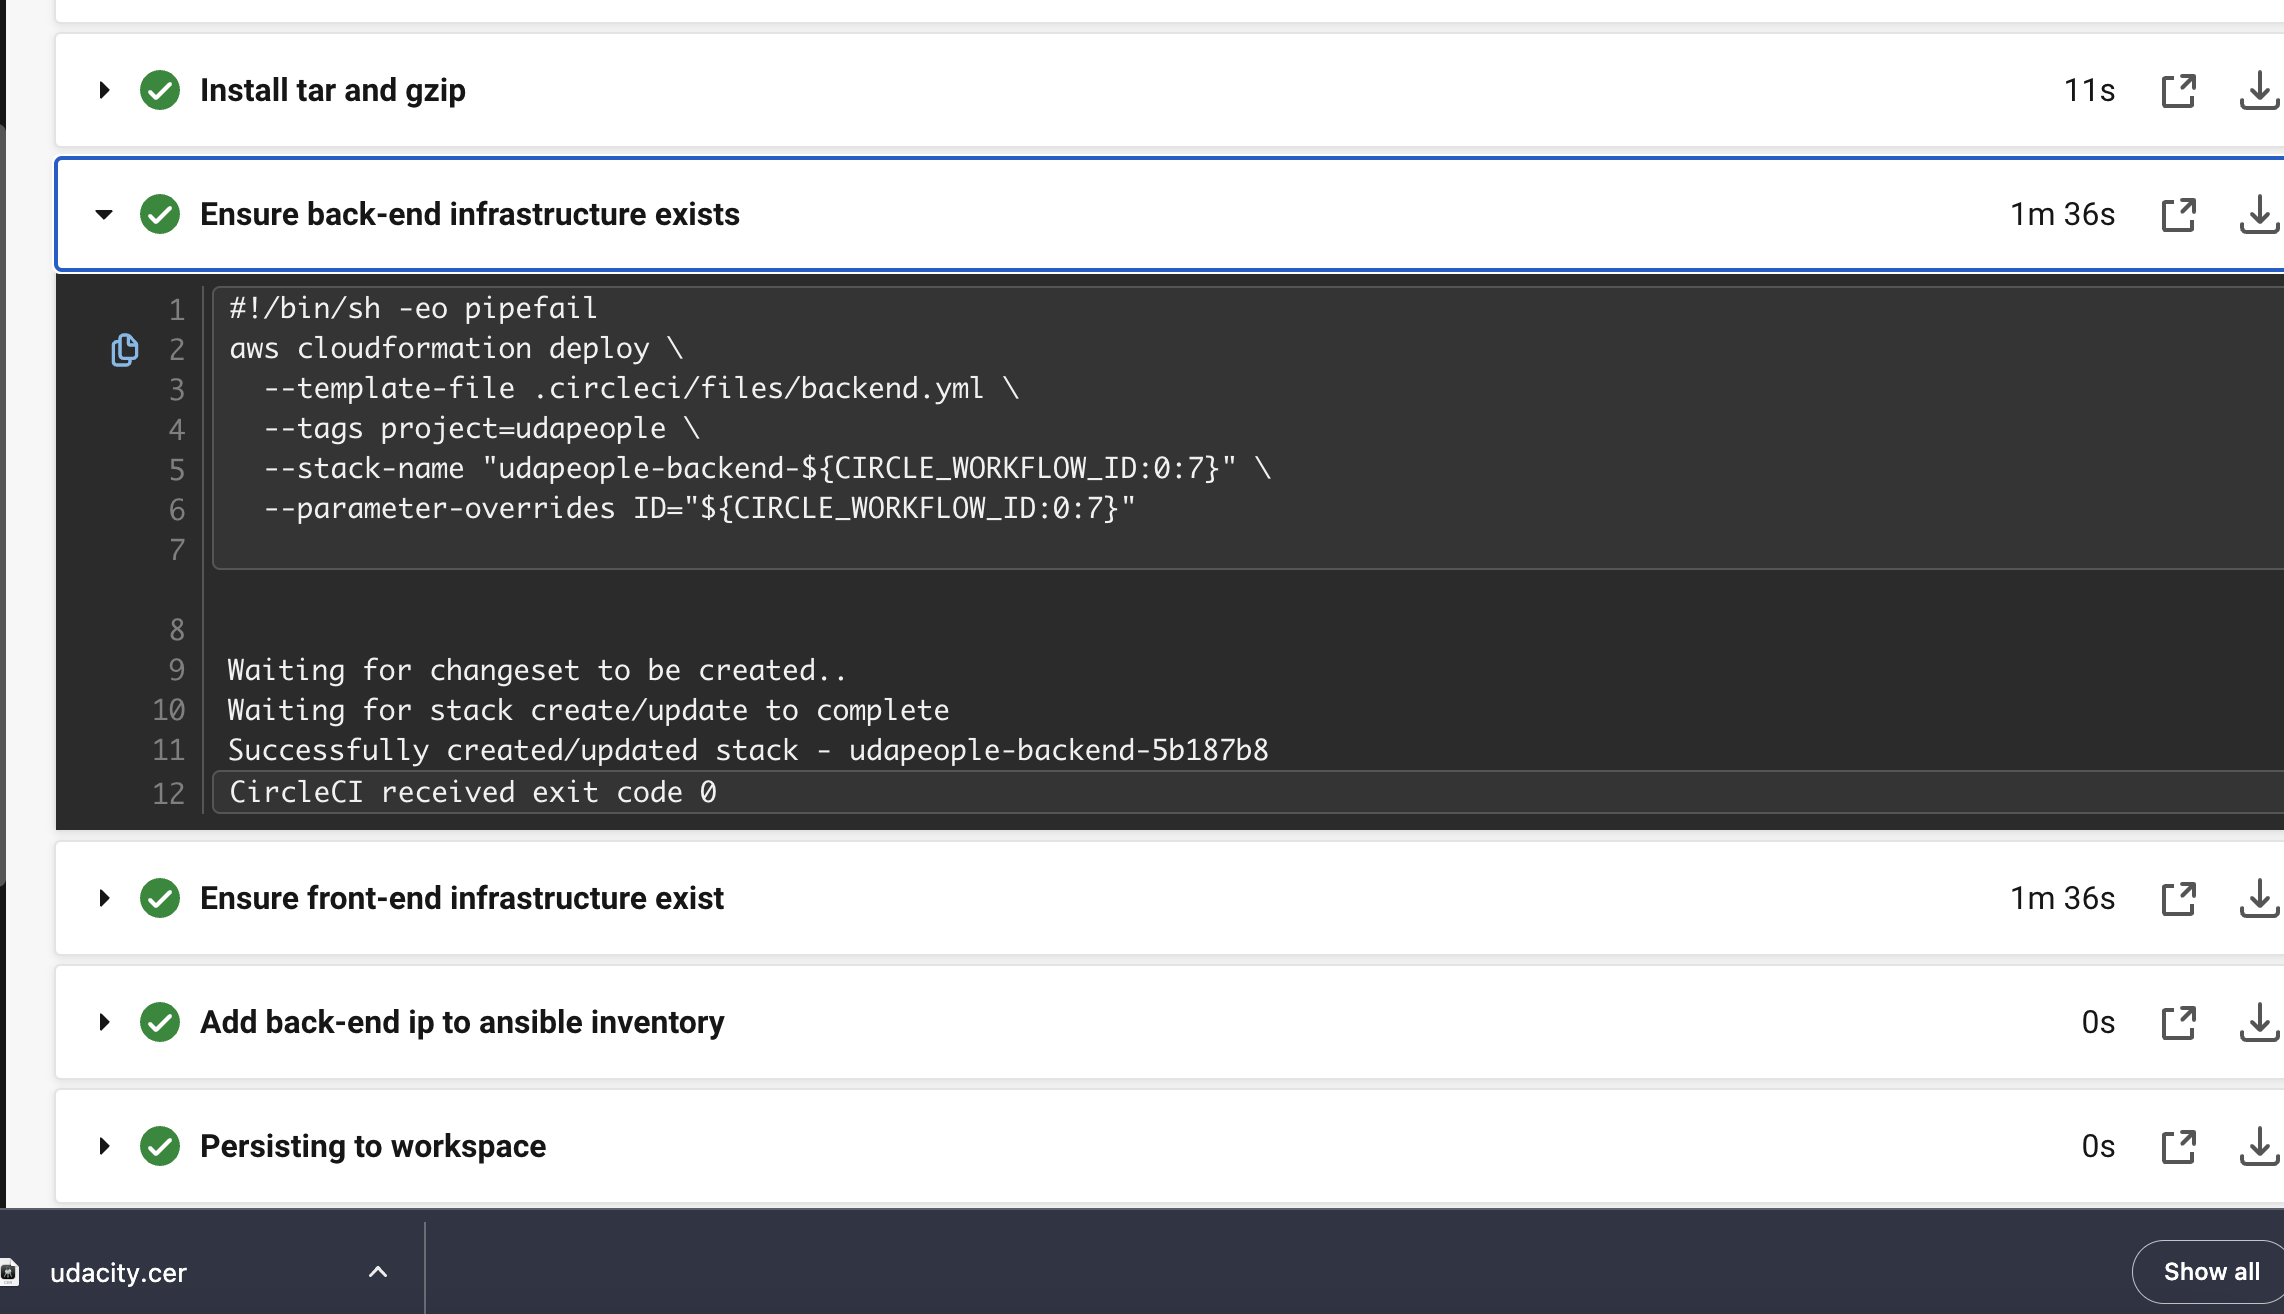 Install tar and gzip 11s
Ensure back-end infrastructure exists 1m 36s
1 #!/bin/sh -eo pipefail
2 aws cloudformation deploy \
3   --template-file .circleci/files/backend.yml \
4   --tags project=udapeople \
5   --stack-name "udapeople-backend-${CIRCLE_WORKFLOW_ID:0:7}" \
6   --parameter-overrides ID="${CIRCLE_WORKFLOW_ID:0:7}"
7
8
9 Waiting for changeset to be created..
10 Waiting for stack create/update to complete
11 Successfully created/updated stack - udapeople-backend-5b187b8
12 CircleCI received exit code 0
Ensure front-end infrastructure exist 1m 36s
Add back-end ip to ansible inventory 0s
Persisting to workspace 0s
udacity.cer Show all